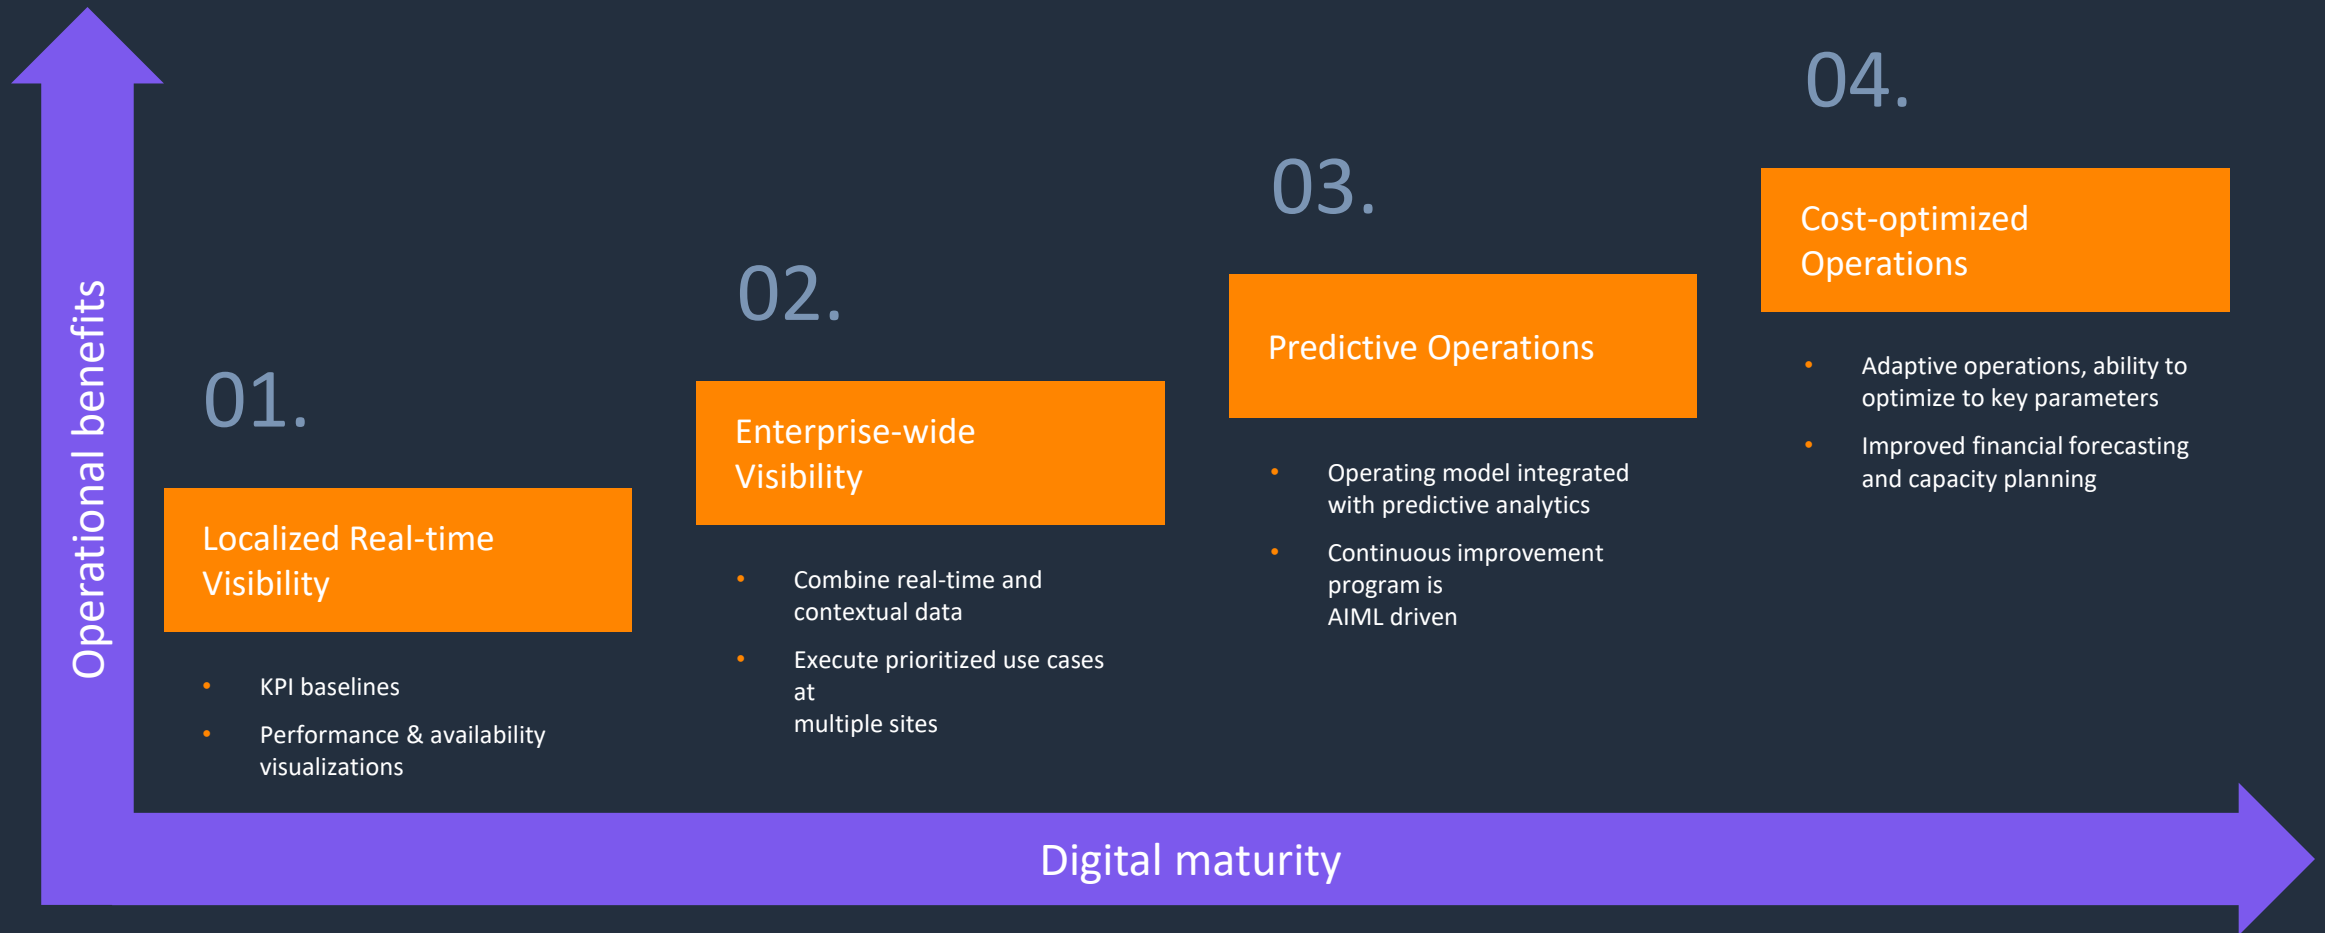 Operational benefits
01.
Localized Real-time
Visibility
• KPI baselines
• Performance & availability
visualizations
02.
Enterprise-wide
Visibility
• Combine real-time and
contextual data
• Execute prioritized use cases
at
multiple sites
03.
Predictive Operations
• Operating model integrated
with predictive analytics
• Continuous improvement
program is
AIML driven
04.
Cost-optimized
Operations
• Adaptive operations, ability to
optimize to key parameters
• Improved financial forecasting
and capacity planning
Digital maturity